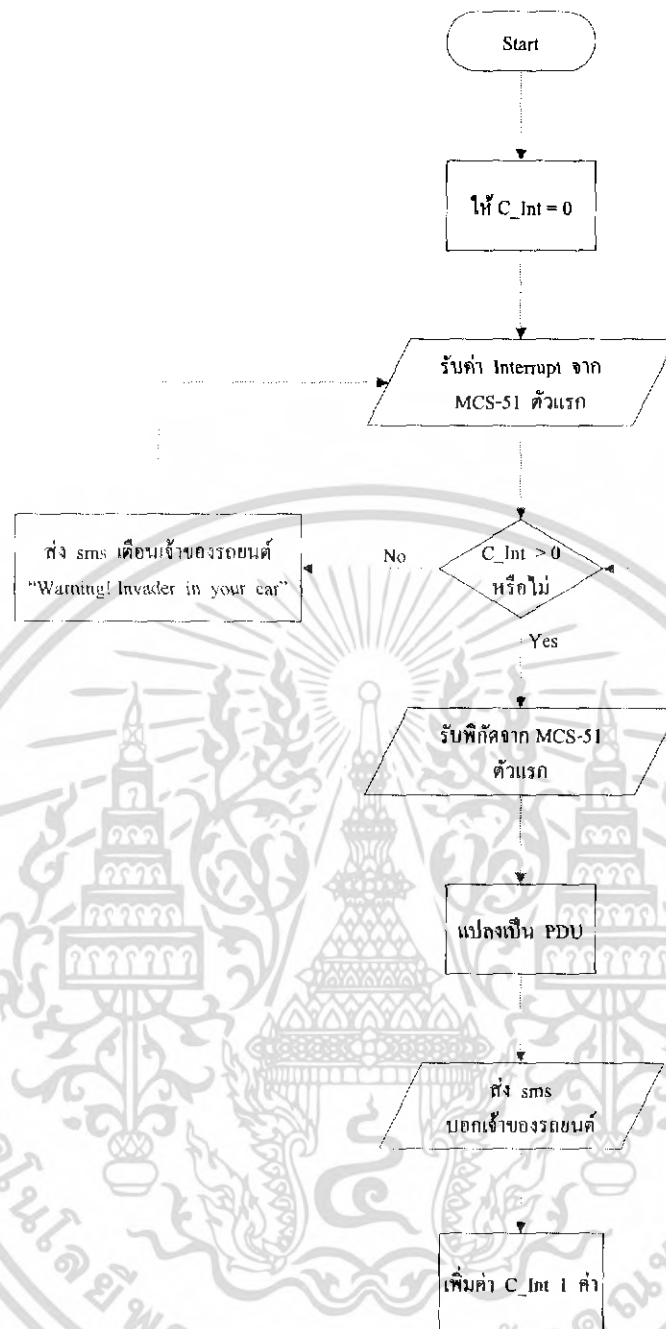 Start
ให้ C_Int = 0
รับค่า Interrupt จาก
MCS-51 ตัวแรก
ส่ง sms เตือนเจ้าของรถยนต์
"Warning! Invader in your car"
No
C_Int > 0
หรือไม่
Yes
รับพิกัดจาก MCS-51
ตัวแรก
แปลงเป็น PDU
ส่ง sms
บอกเจ้าของรถยนต์
เพิ่มค่า C_Int 1 ค่า